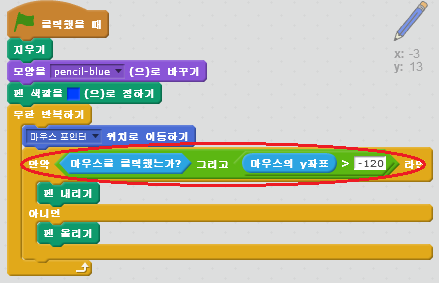 클릭했을 때
지우기
모양을 pencil-blue (으)로 바꾸기
펜 색깔을 (으)로 정하기
무한 반복하기
마우스 포인터 위치로 이동하기
만약 마우스를 클릭했는가? 그리고 마우스의 y좌표 > -120 라면
펜 내리기
아니면
펜 올리기
x: -3
y: 13